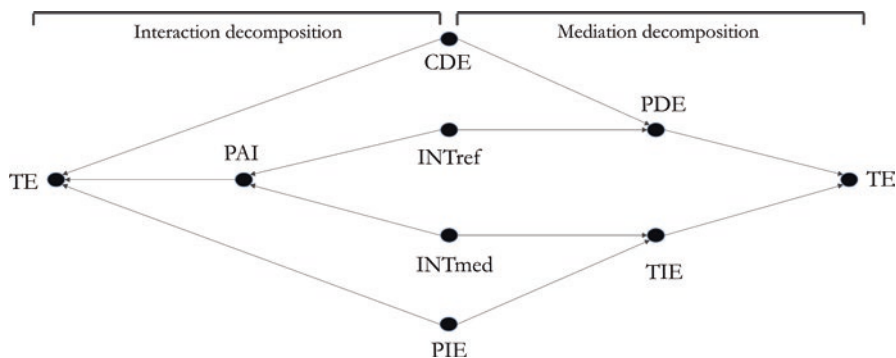 Interaction decomposition
Mediation decomposition
CDE
PDE
PAI
INTref
TE
TE
INTmed
TIE
PIE